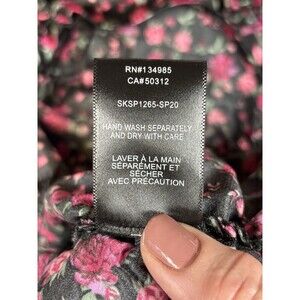 RN#134985
CA#50312
SKSP1265-SP20
HAND WASH SEPARATELY
AND DRY WITH CARE
LAVER À LA MAIN
SÉPARÉMENT ET
SÉCHER
AVEC PRÉCAUTION